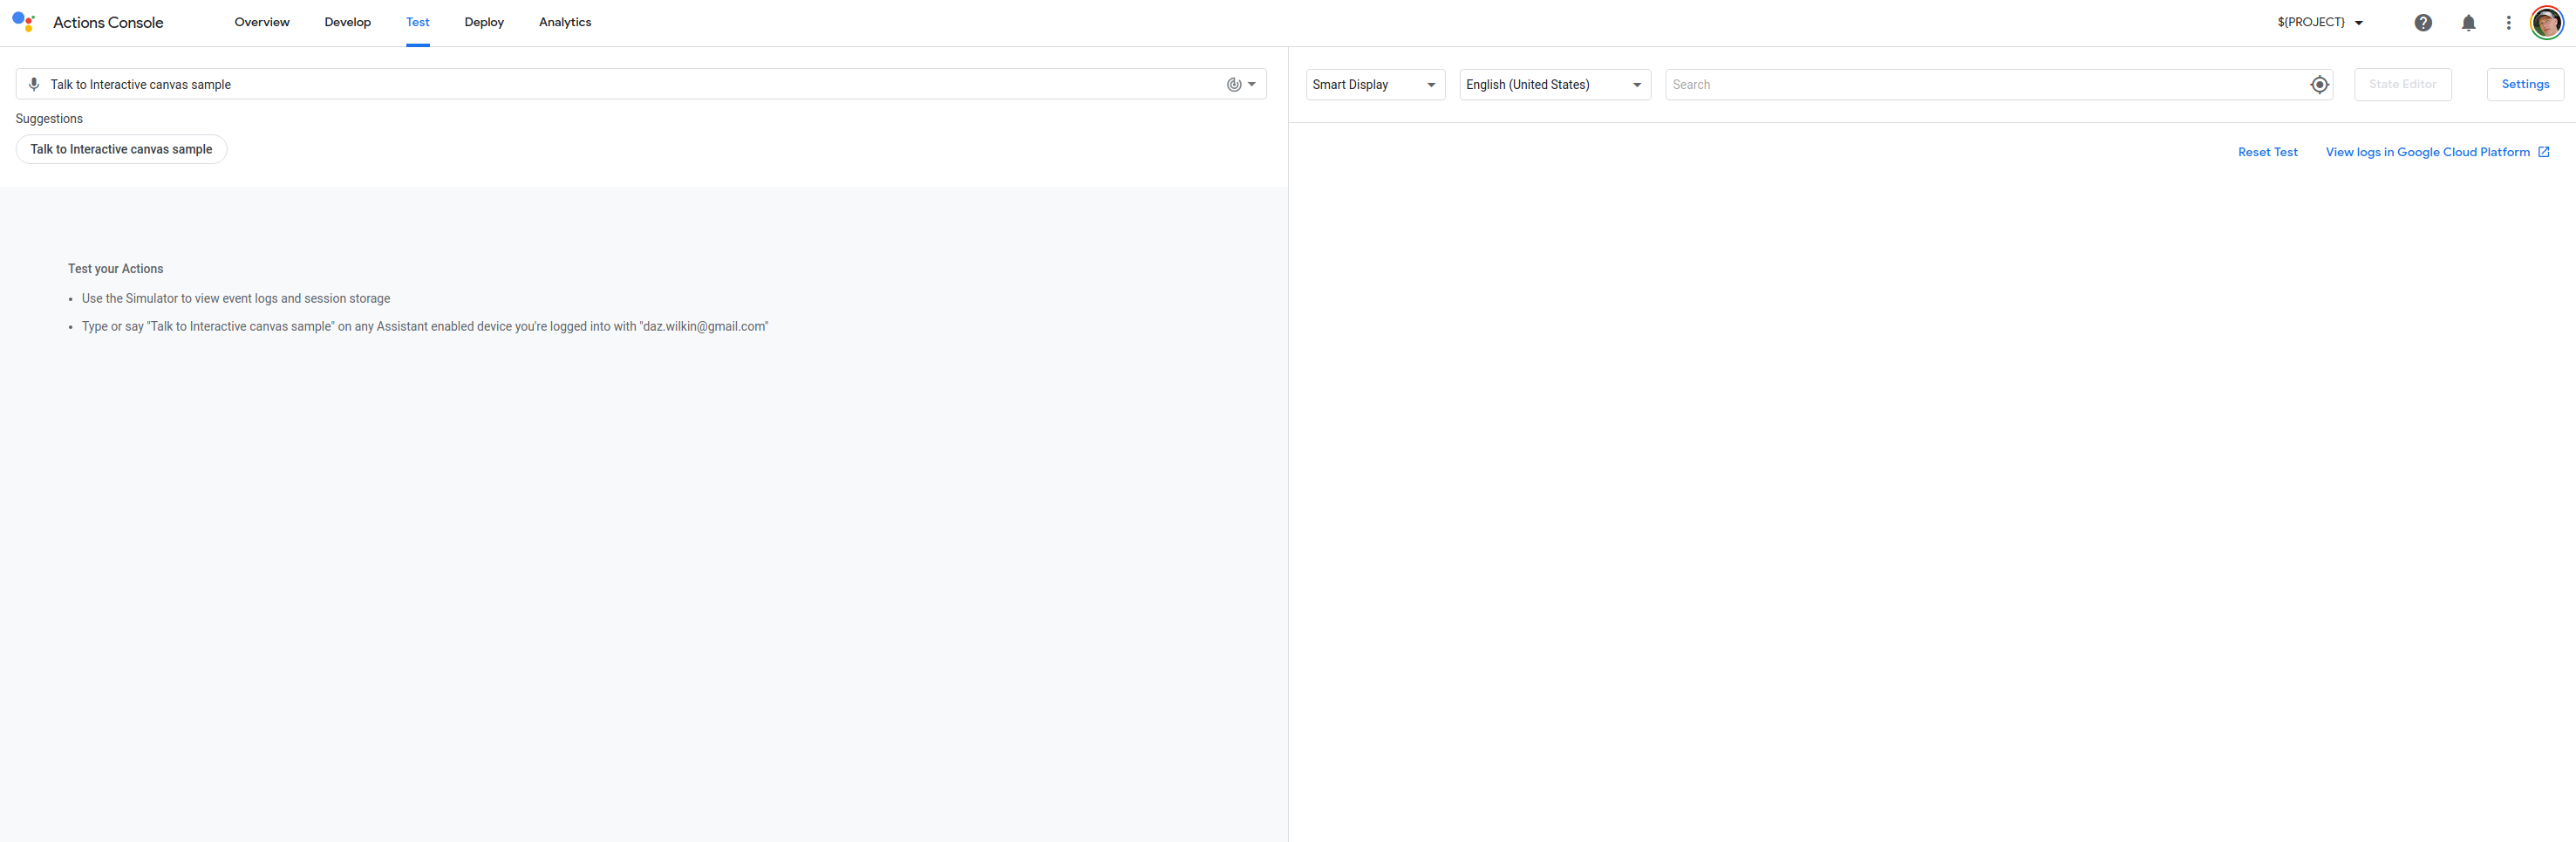 Actions Console Overview Develop Test Deploy Analytics ${PROJECT}
Talk to Interactive canvas sample
Suggestions
Talk to Interactive canvas sample
Test your Actions
• Use the Simulator to view event logs and session storage
• Type or say "Talk to Interactive canvas sample" on any Assistant enabled device you're logged into with "daz.wilkin@gmail.com"
Smart Display English (United States) Search State Editor Settings
Reset Test View logs in Google Cloud Platform